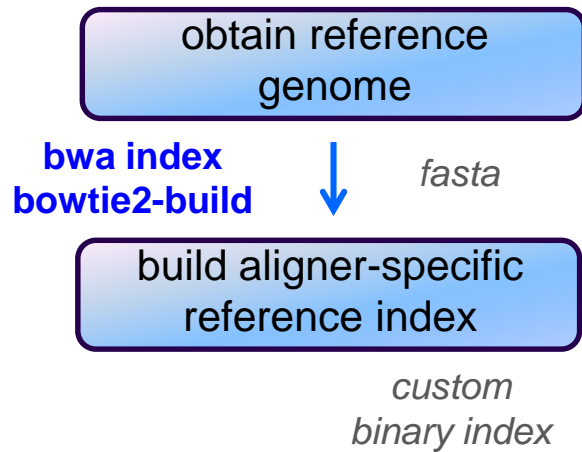 obtain reference
genome
bwa index
bowtie2-build
fasta
build aligner-specific
reference index
custom
binary index